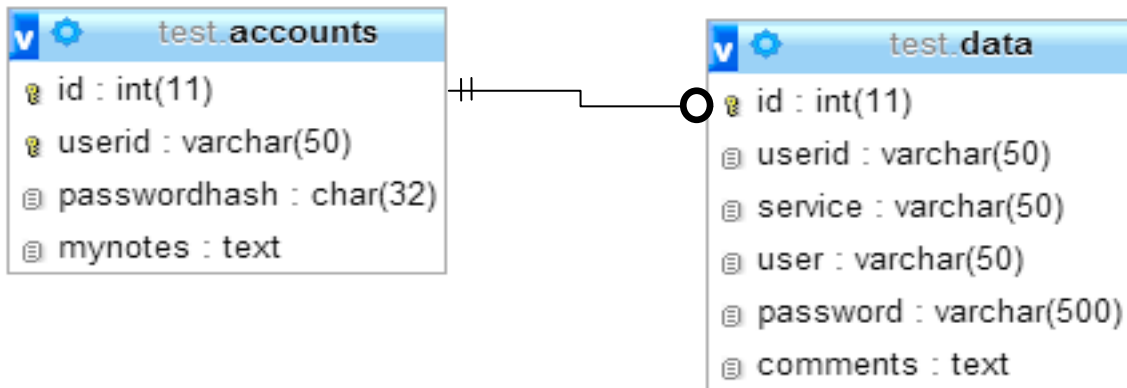 test.accounts
id : int(11)
userid : varchar(50)
passwordhash : char(32)
mynotes : text
test.data
id : int(11)
userid : varchar(50)
service : varchar(50)
user : varchar(50)
password : varchar(500)
comments : text